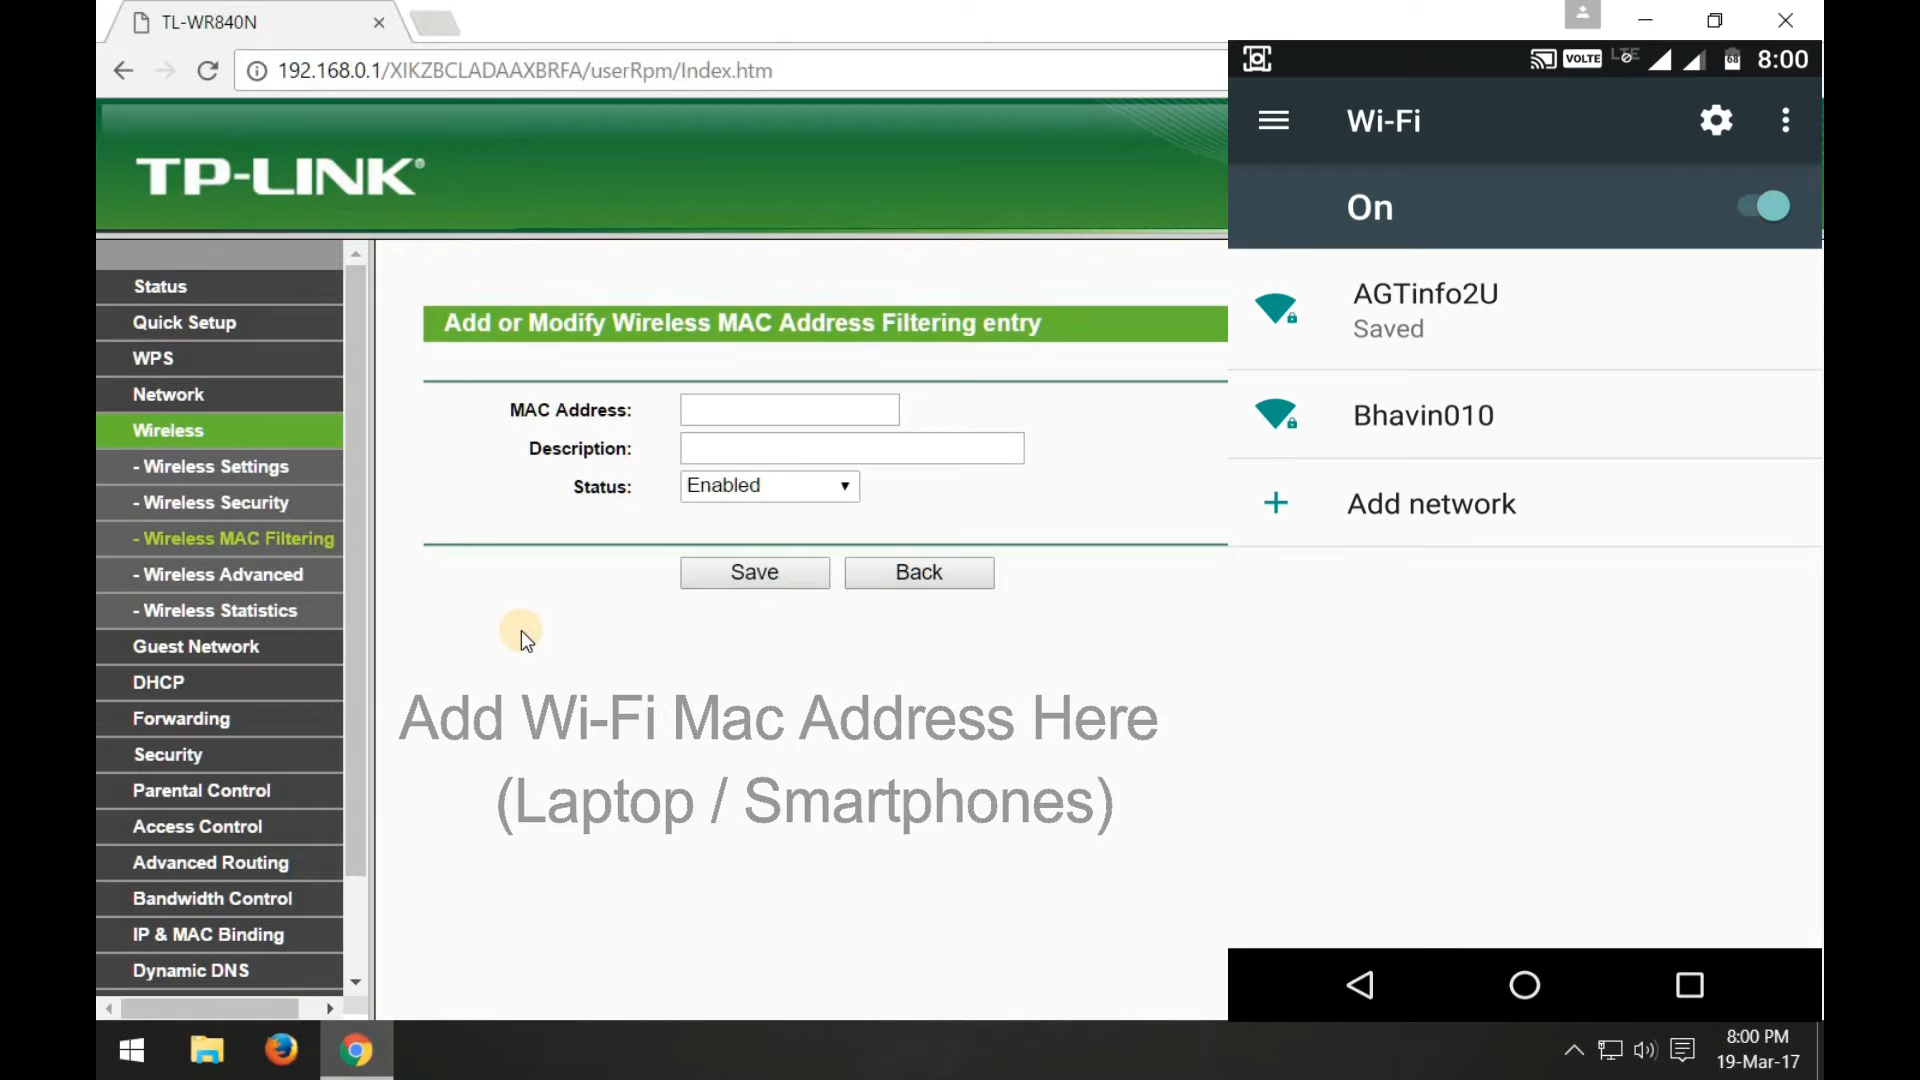 TL-WR840N
192.168.0.1/XIKZBCLADAAXBRFA/userRpm/Index.htm
TP-LINK®
Status
Quick Setup
WPS
Network
Wireless
- Wireless Settings
- Wireless Security
- Wireless MAC Filtering
- Wireless Advanced
- Wireless Statistics
Guest Network
DHCP
Forwarding
Security
Parental Control
Access Control
Advanced Routing
Bandwidth Control
IP & MAC Binding
Dynamic DNS
Add or Modify Wireless MAC Address Filtering entry
MAC Address:
Description:
Status: Enabled
Save Back
Add Wi-Fi Mac Address Here
(Laptop / Smartphones)
VOLTE LTE 68 8:00
Wi-Fi
On
AGTinfo2U
Saved
Bhavin010
Add network
8:00 PM
19-Mar-17